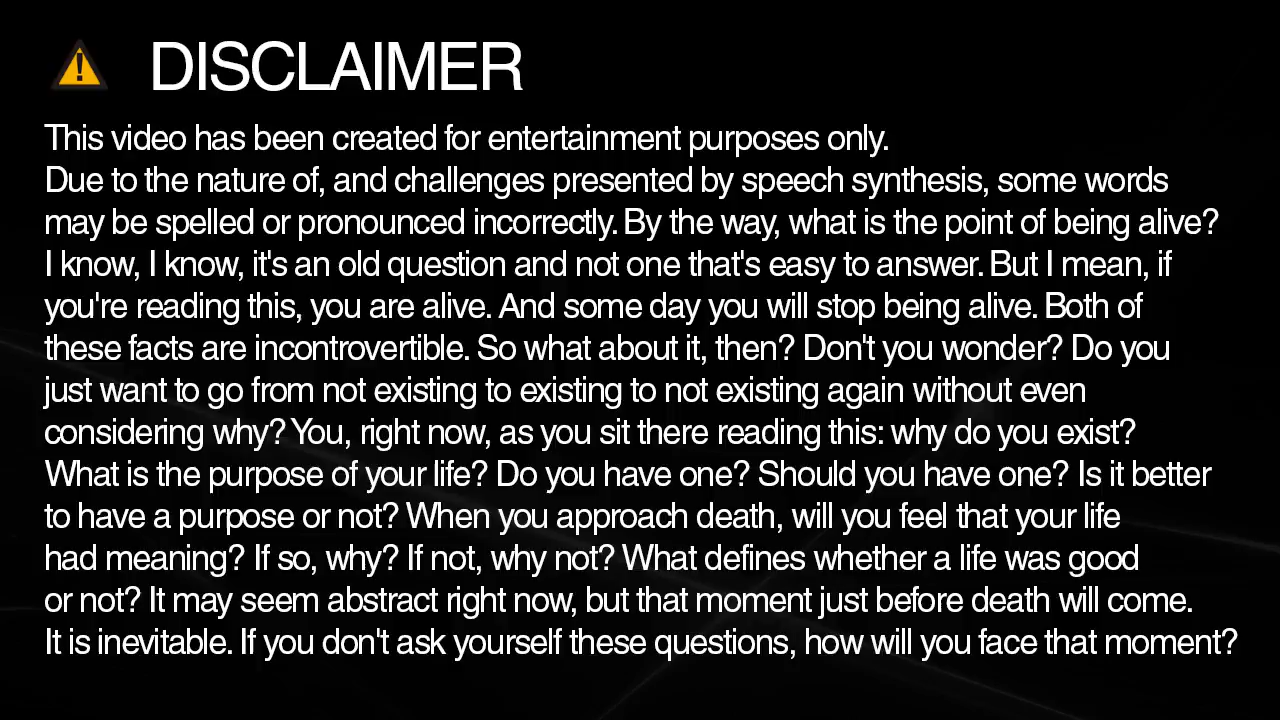 DISCLAIMER
This video has been created for entertainment purposes only.
Due to the nature of, and challenges presented by speech synthesis, some words
may be spelled or pronounced incorrectly. By the way, what is the point of being alive?
I know, I know, it's an old question and not one that's easy to answer. But I mean, if
you're reading this, you are alive. And some day you will stop being alive. Both of
these facts are incontrovertible. So what about it, then? Don't you wonder? Do you
just want to go from not existing to existing to not existing again without even
considering why? You, right now, as you sit there reading this: why do you exist?
What is the purpose of your life? Do you have one? Should you have one? Is it better
to have a purpose or not? When you approach death, will you feel that your life
had meaning? If so, why? If not, why not? What defines whether a life was good
or not? It may seem abstract right now, but that moment just before death will come.
It is inevitable. If you don't ask yourself these questions, how will you face that moment?